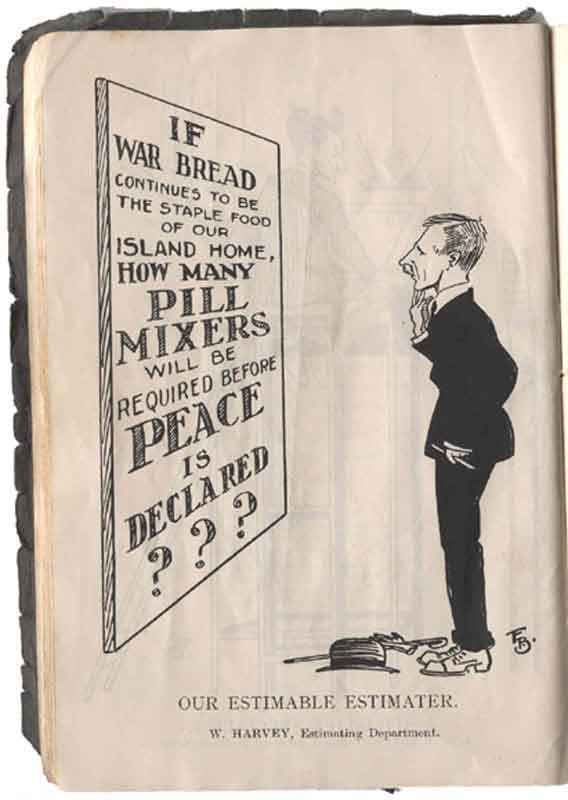 IF
WAR BREAD
CONTINUES TO BE
THE STAPLE FOOD
OF OUR
ISLAND HOME,
HOW MANY
PILL
MIXERS
WILL BE
REQUIRED BEFORE
PEACE
IS
DECLARED
? ? ?
FB.
OUR ESTIMABLE ESTIMATER.
W. HARVEY, Estimating Department.